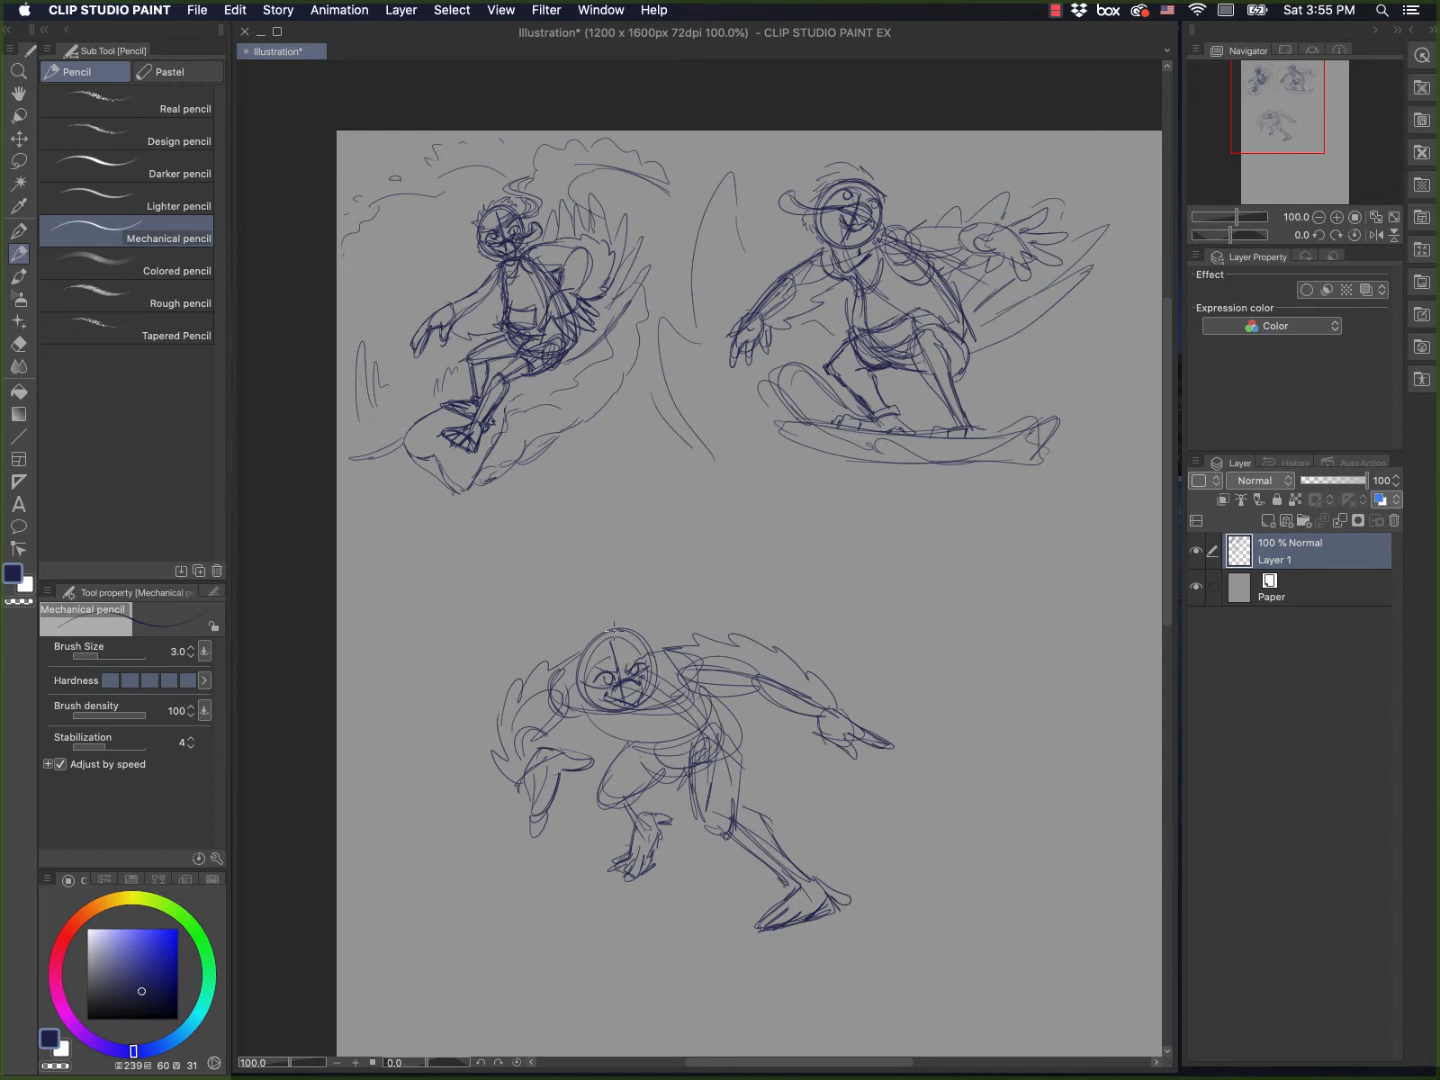 CLIP STUDIO PAINT File Edit Story Animation Layer Select View Filter Window Help box Sat 3:55 PM
Illustration* (1200 x 1600px 72dpi 100.0%) - CLIP STUDIO PAINT EX
Sub Tool [Pencil]
Illustration*
Navigator
Pencil
Pastel
Real pencil
Design pencil
Darker pencil
Lighter pencil
Mechanical pencil
Colored pencil
Rough pencil
Tapered Pencil
100.0
0.0
Layer Property
Effect
Expression color
Color
Layer History Auto Action
Normal 100
100 % Normal
Layer 1
Paper
Tool property [Mechanical pe
Mechanical pencil
Brush Size 3.0
Hardness
Brush density 100
Stabilization 4
Adjust by speed
239 60 31
100.0 0.0